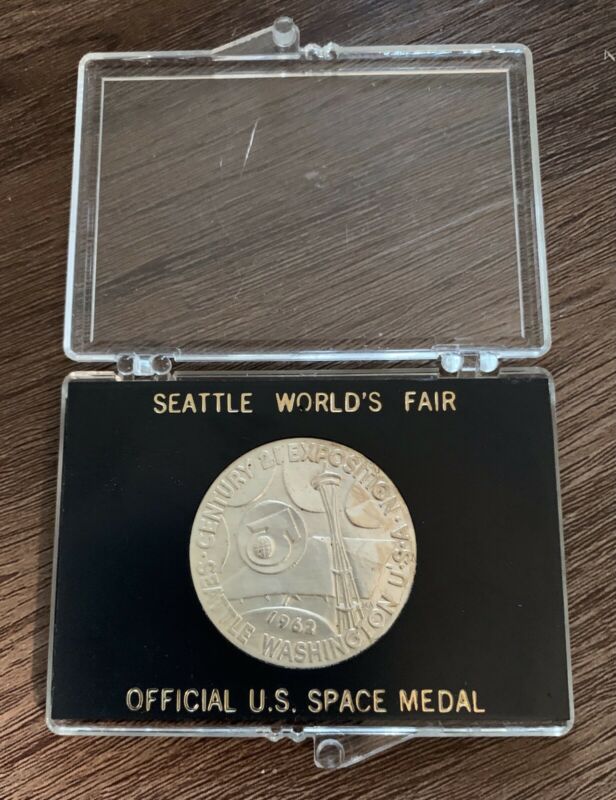 SEATTLE WORLD'S FAIR
CENTURY 21 EXPOSITION · U.S.A.
SEATTLE WASHINGTON
1962
OFFICIAL U.S. SPACE MEDAL